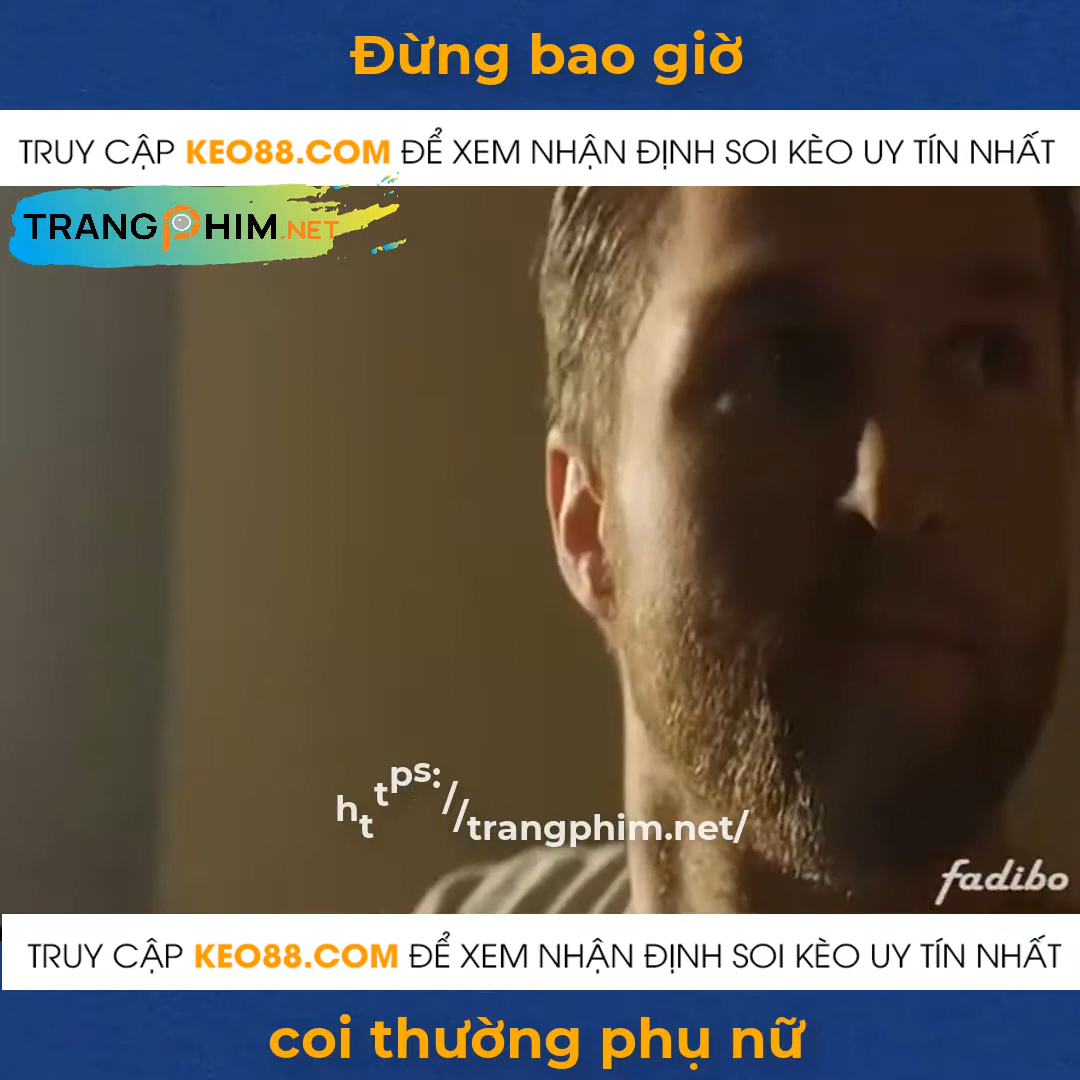 Đừng bao giờ
TRUY CẬP KEO88.COM ĐỂ XEM NHẬN ĐỊNH SOI KÈO UY TÍN NHẤT
TRANGPHIM.NET
https://trangphim.net/
fadibo
TRUY CẬP KEO88.COM ĐỂ XEM NHẬN ĐỊNH SOI KÈO UY TÍN NHẤT
coi thường phụ nữ